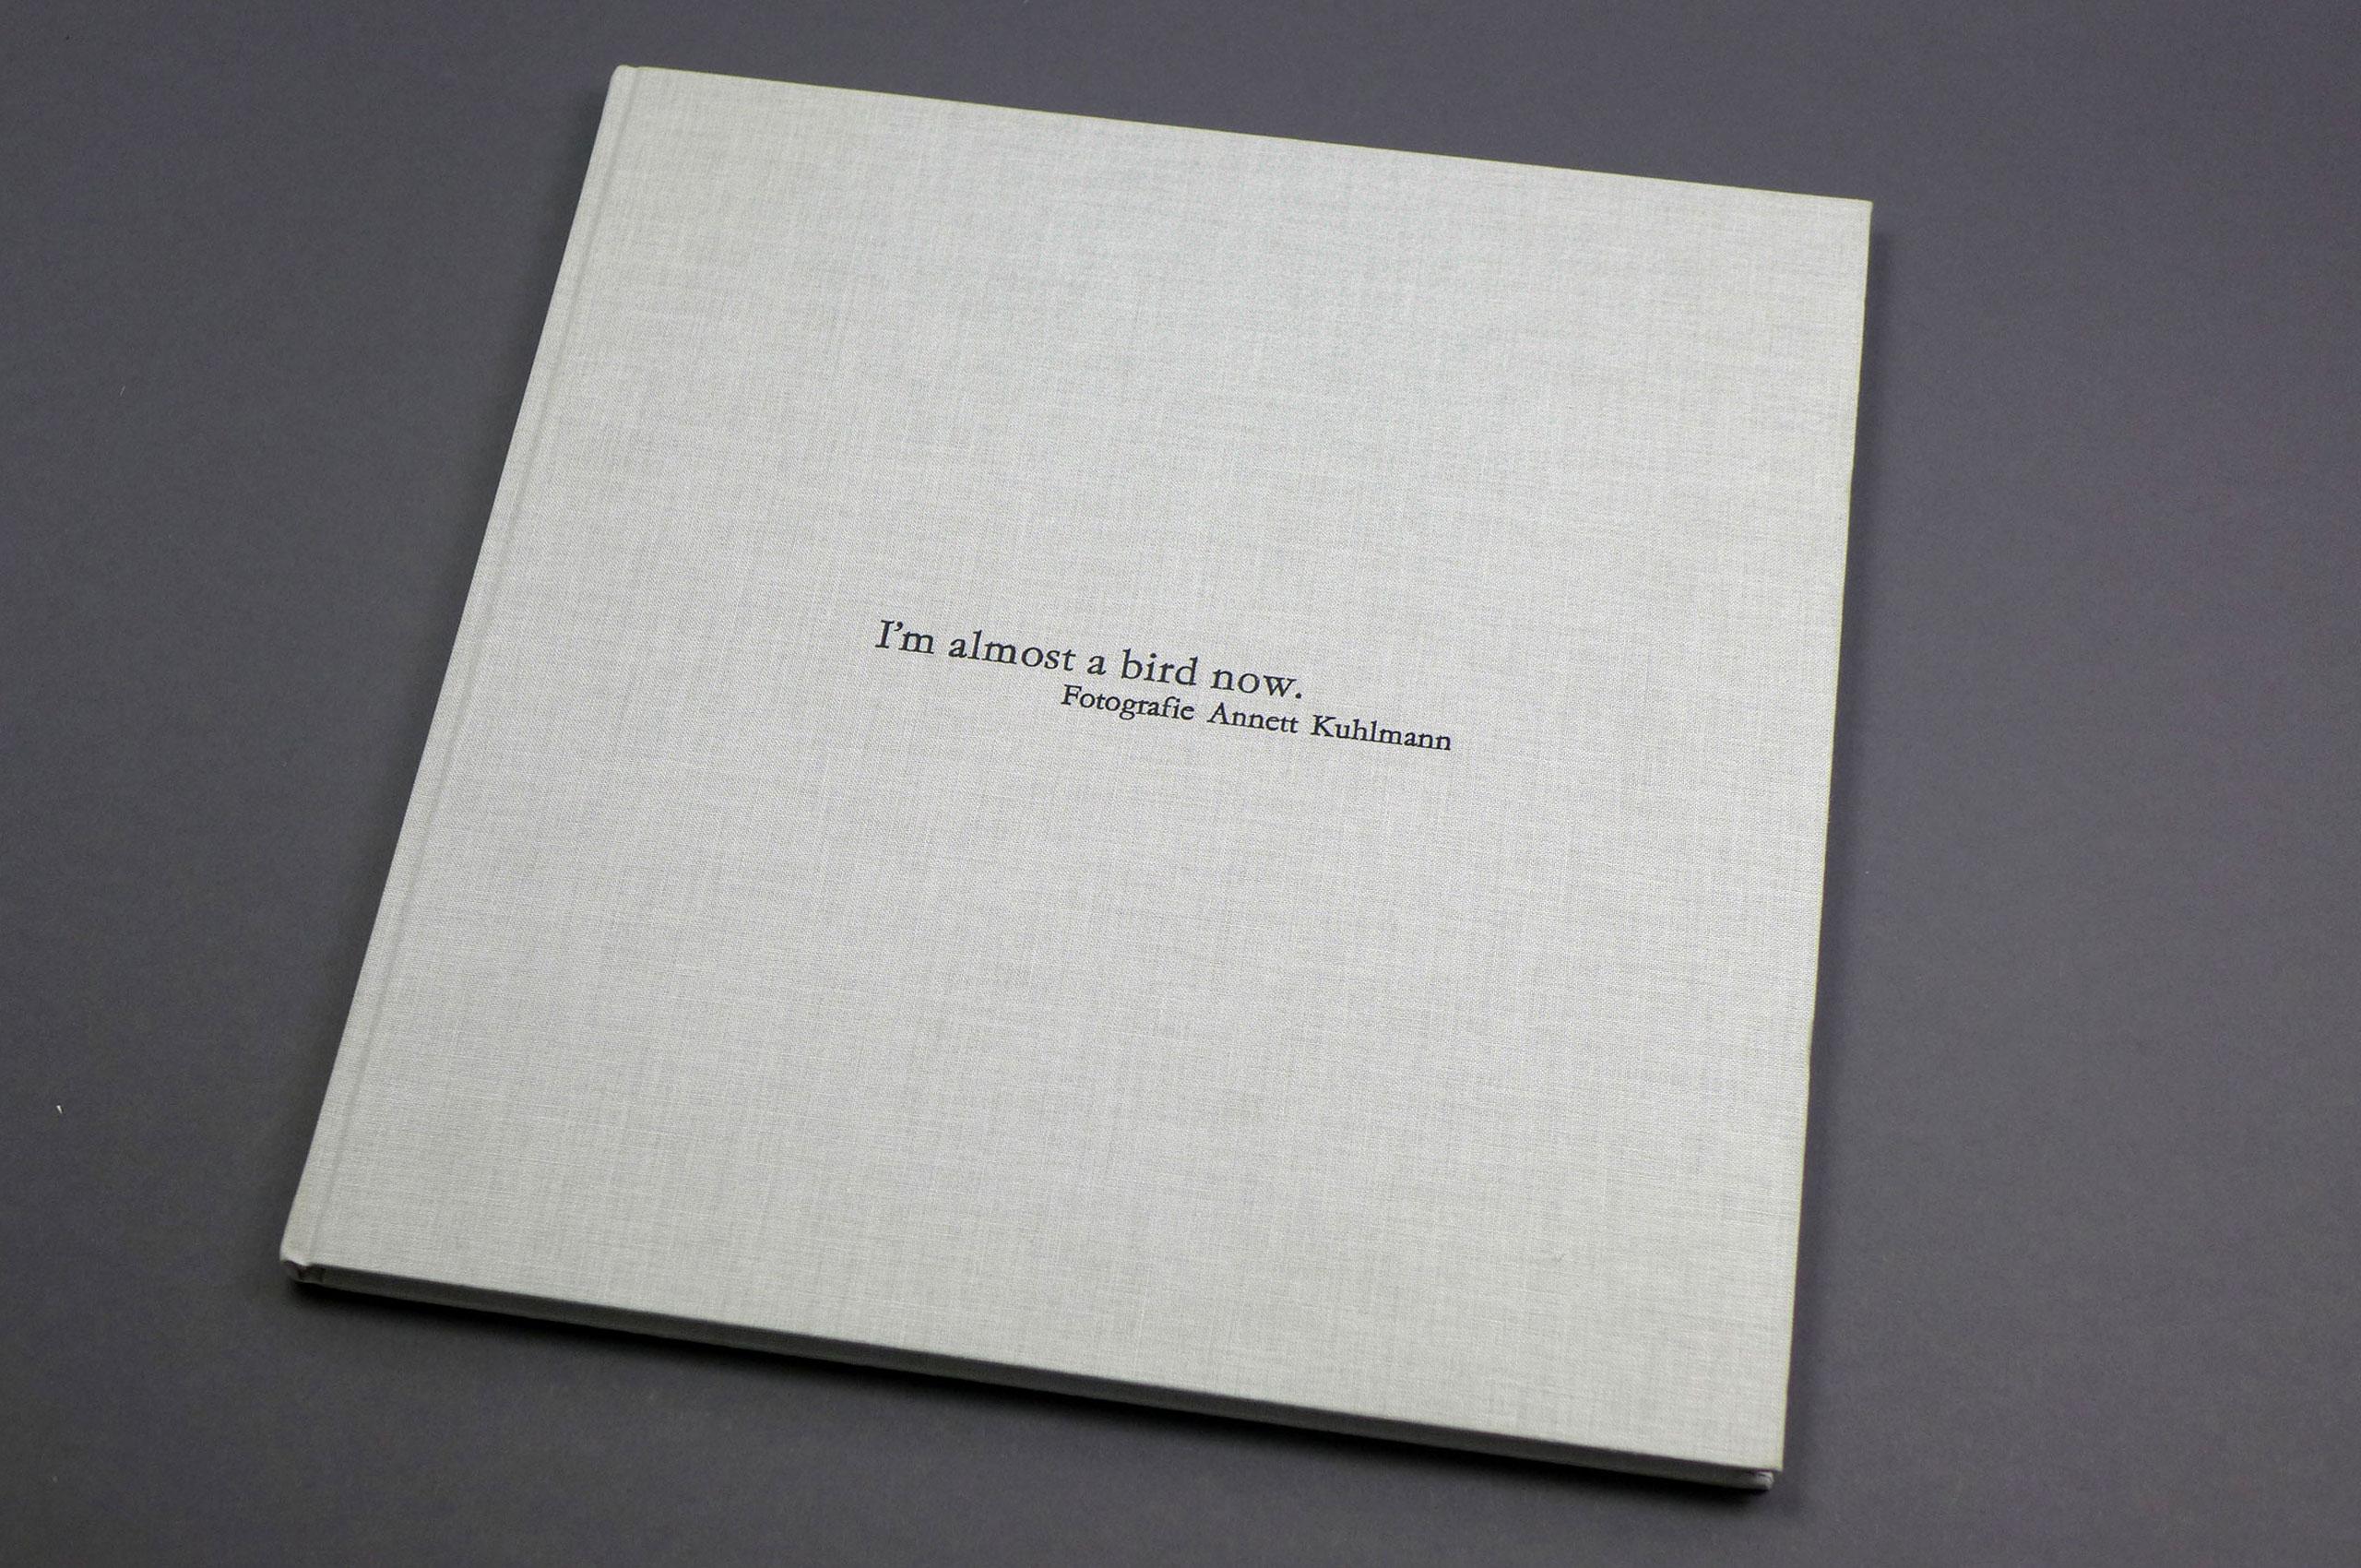 I'm almost a bird now.
Fotografie Annett Kuhlmann